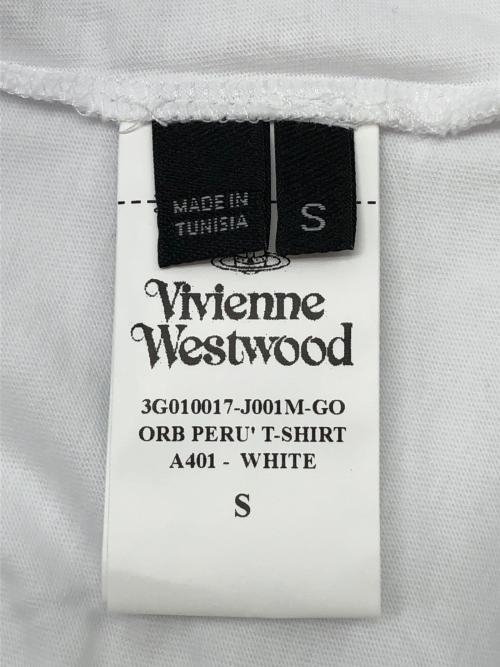 MADE IN
TUNISIA
S
Vivienne
Westwood
3G010017-J001M-GO
ORB PERU' T-SHIRT
A401 - WHITE
S